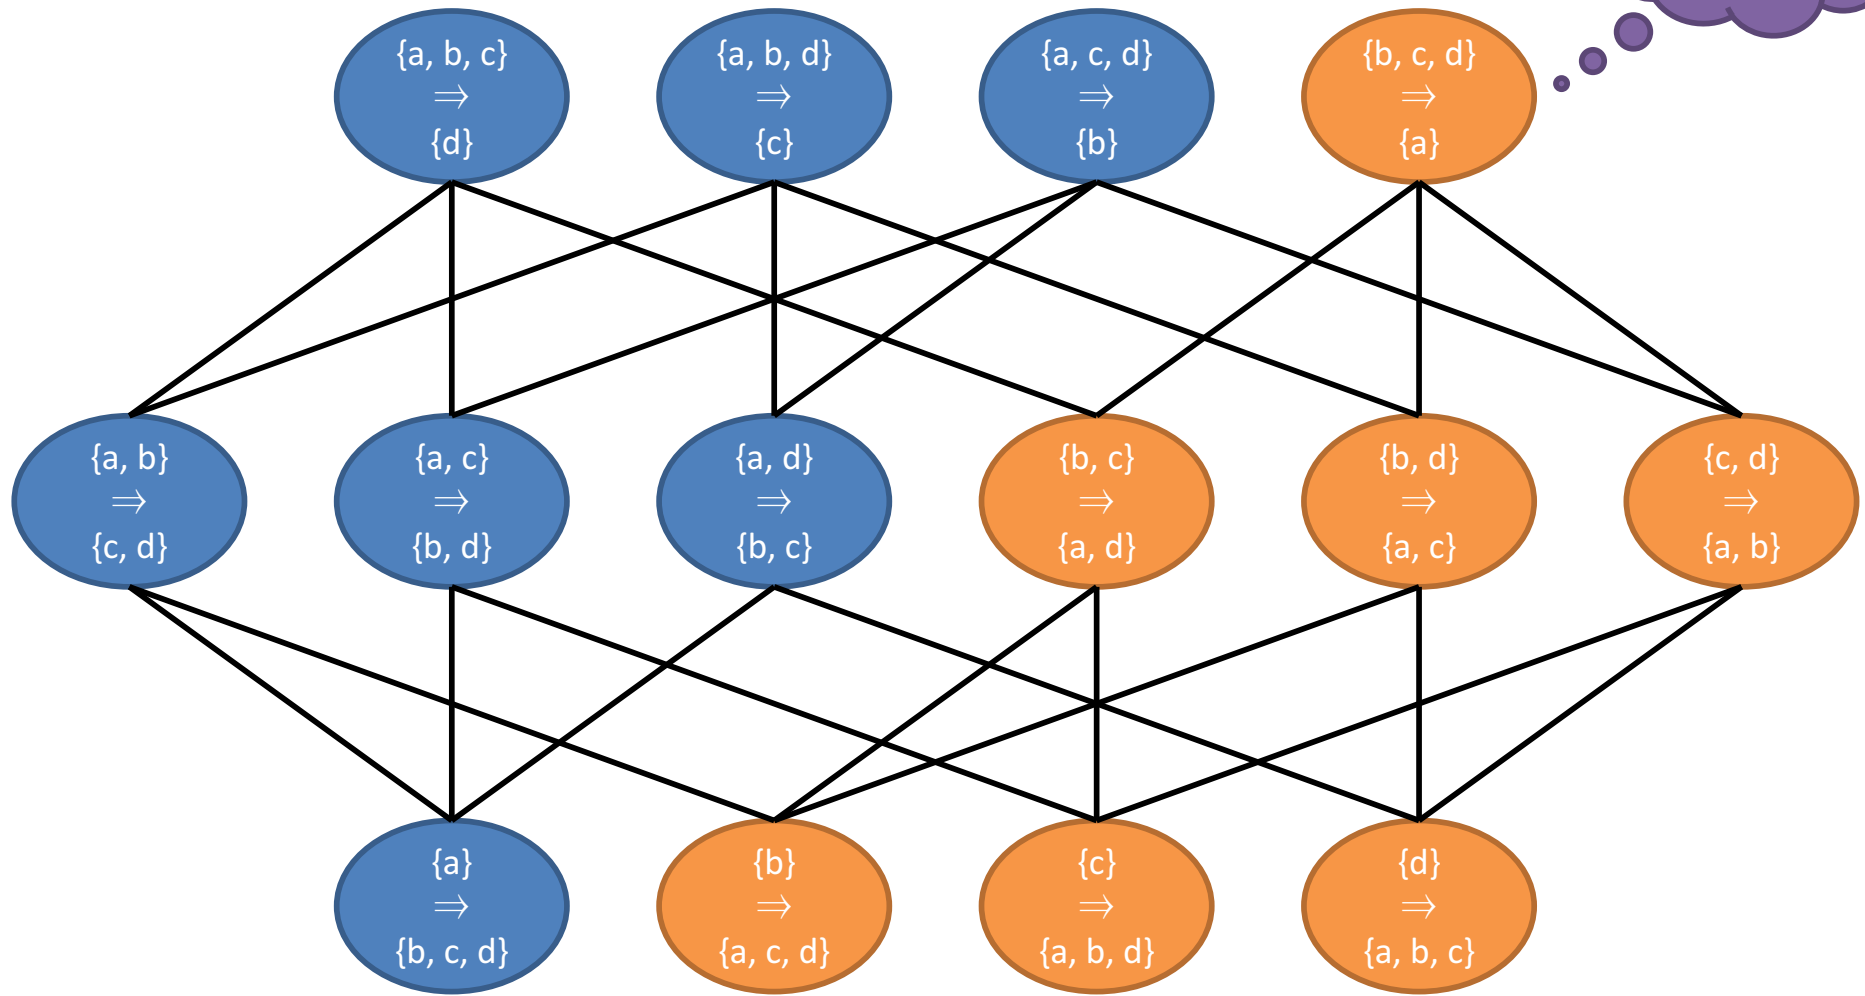 {a, b, c}
⇒
{d}
{a, b, d}
⇒
{c}
{a, c, d}
⇒
{b}
{b, c, d}
⇒
{a}
{a, b}
⇒
{c, d}
{a, c}
⇒
{b, d}
{a, d}
⇒
{b, c}
{b, c}
⇒
{a, d}
{b, d}
⇒
{a, c}
{c, d}
⇒
{a, b}
{a}
⇒
{b, c, d}
{b}
⇒
{a, c, d}
{c}
⇒
{a, b, d}
{d}
⇒
{a, b, c}